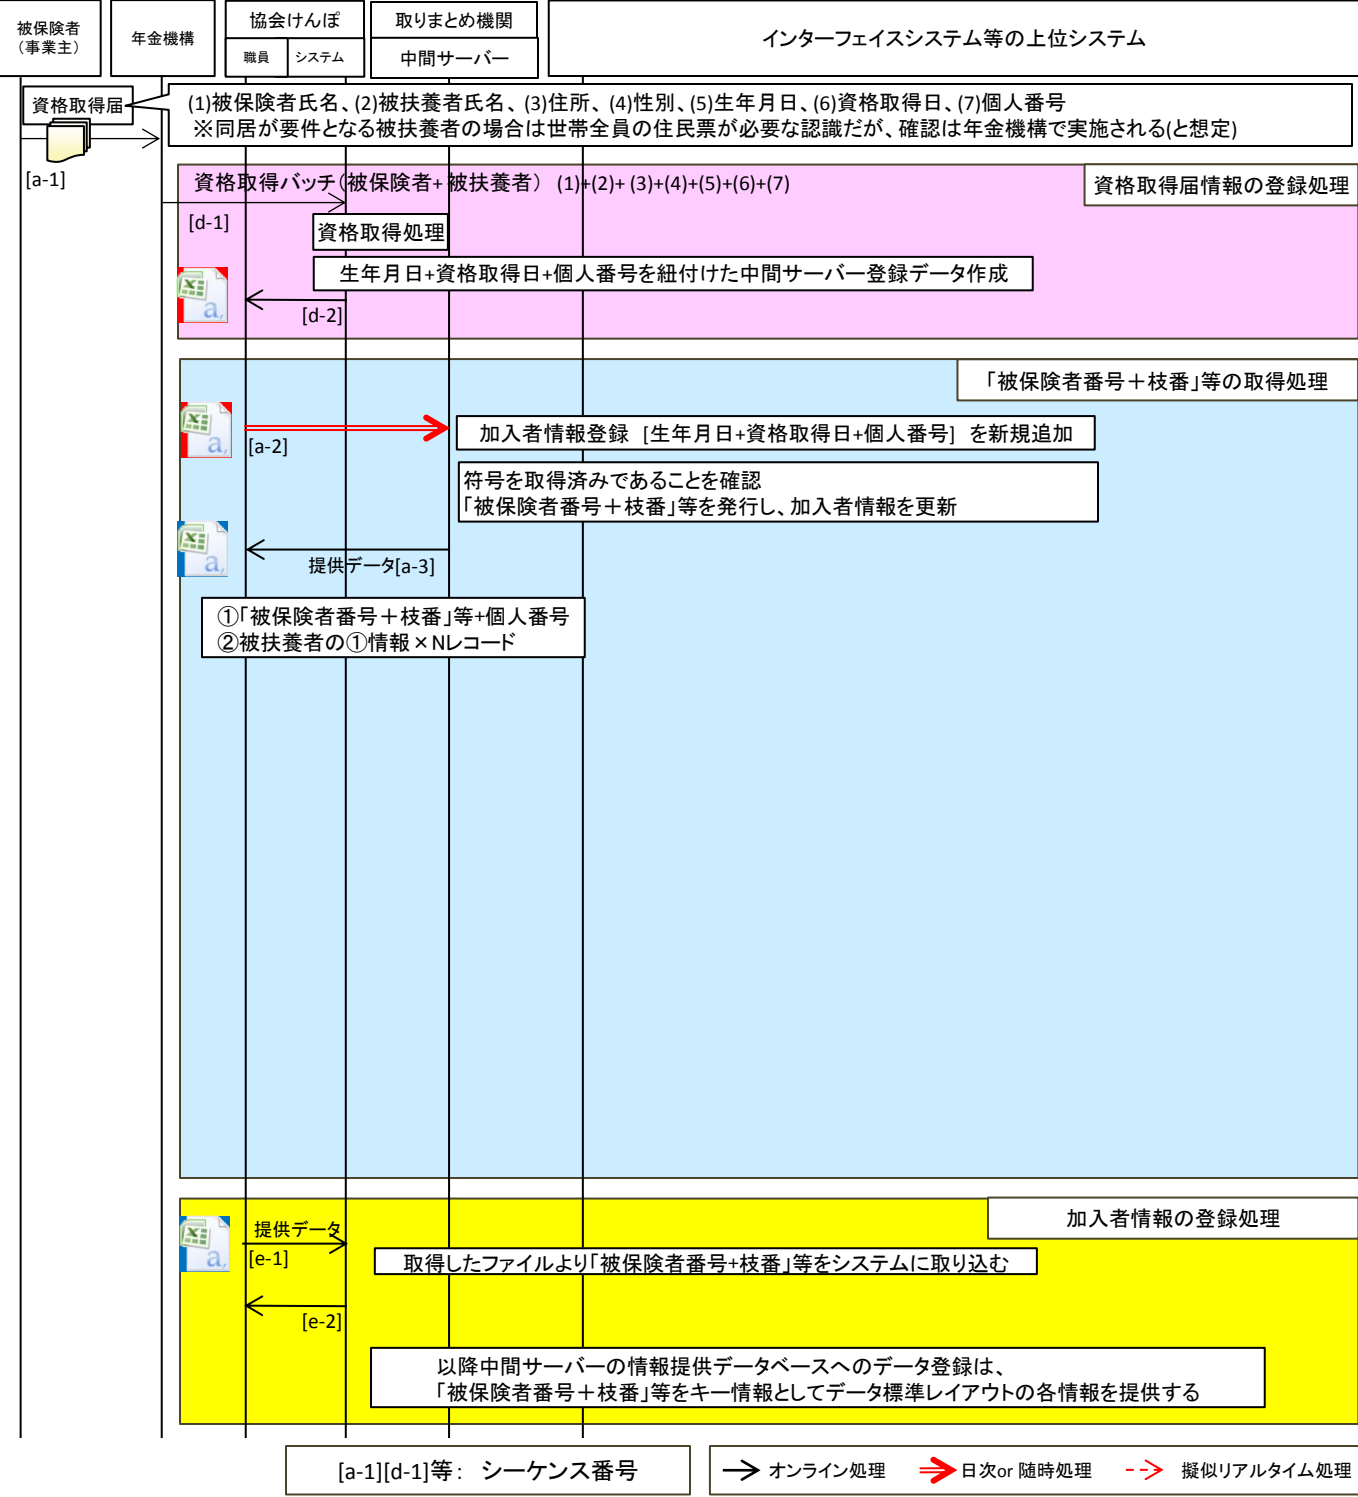 被保険者
（事業主）
年金機構
協会けんぽ
職員
システム
取りまとめ機関
中間サーバー
インターフェイスシステム等の上位システム
資格取得届
(1)被保険者氏名、(2)被扶養者氏名、(3)住所、(4)性別、(5)生年月日、(6)資格取得日、(7)個人番号
※同居が要件となる被扶養者の場合は世帯全員の住民票が必要な認識だが、確認は年金機構で実施される(と想定)
[a-1]
資格取得バッチ（被保険者+被扶養者） (1)+(2)+ (3)+(4)+(5)+(6)+(7)
資格取得届情報の登録処理
[d-1]
資格取得処理
生年月日+資格取得日+個人番号を紐付けた中間サーバー登録データ作成
[d-2]
「被保険者番号＋枝番」等の取得処理
[a-2]
加入者情報登録 [生年月日+資格取得日+個人番号] を新規追加
符号を取得済みであることを確認
「被保険者番号＋枝番」等を発行し、加入者情報を更新
提供データ[a-3]
①「被保険者番号＋枝番」等+個人番号
②被扶養者の①情報×Nレコード
加入者情報の登録処理
提供データ
[e-1]
取得したファイルより「被保険者番号+枝番」等をシステムに取り込む
[e-2]
以降中間サーバーの情報提供データベースへのデータ登録は、
「被保険者番号＋枝番」等をキー情報としてデータ標準レイアウトの各情報を提供する
[a-1][d-1]等： シーケンス番号
オンライン処理
日次or 随時処理
擬似リアルタイム処理